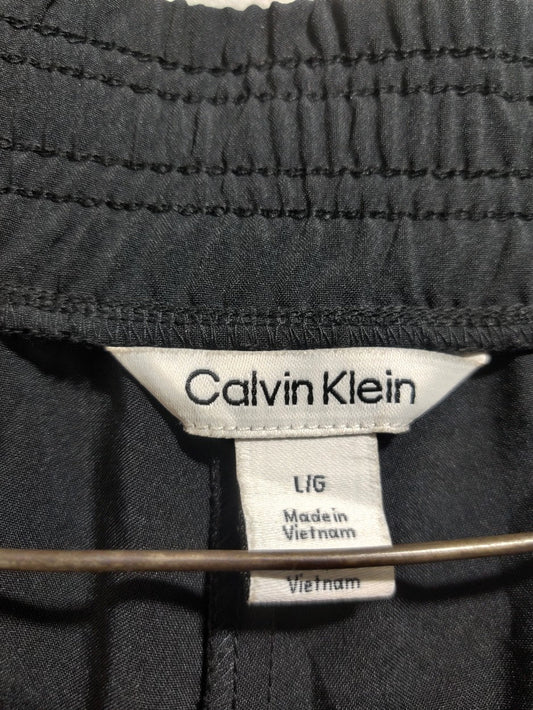 Calvin Klein
L/G
Made in
Vietnam
Vietnam